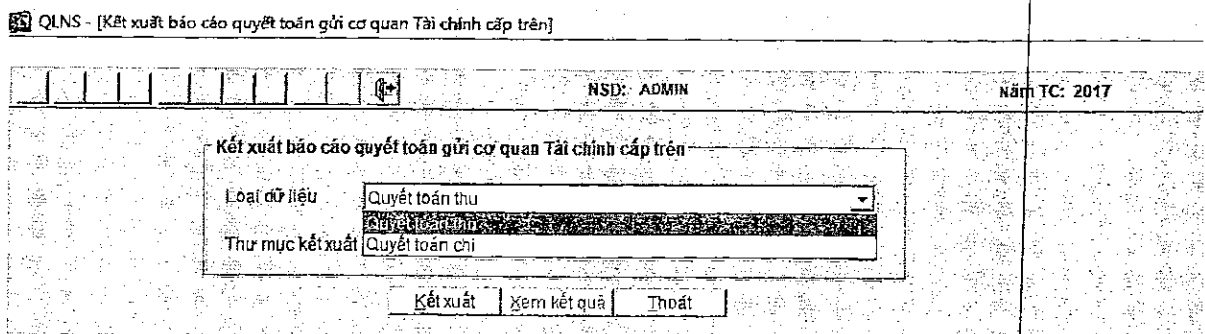 QLNS - [Kết xuất báo cáo quyết toán gửi cơ quan Tài chính cấp trên]
NSD: ADMIN
Năm TC: 2017
Kết xuất báo cáo quyết toán gửi cơ quan Tài chính cấp trên
Loại dữ liệu
Quyết toán thu
Quyết toán thu
Thư mục kết xuất
Quyết toán chi
Kết xuất
Xem kết quả
Thoát